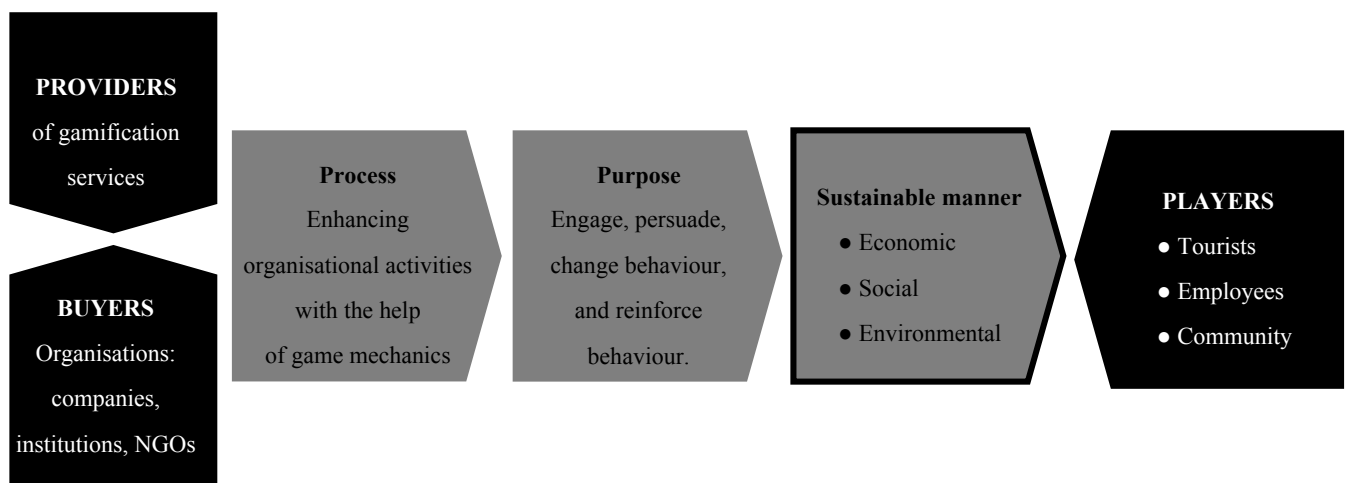 PROVIDERS
of gamification
services
BUYERS
Organisations:
companies,
institutions, NGOs
Process
Enhancing
organisational activities
with the help
of game mechanics
Purpose
Engage, persuade,
change behaviour,
and reinforce
behaviour.
Sustainable manner
● Economic
● Social
● Environmental
PLAYERS
● Tourists
● Employees
● Community